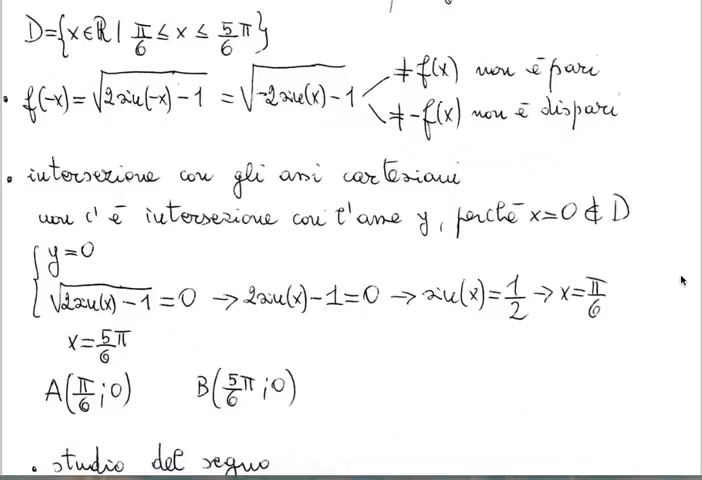 D={x∈ℝ | π/6 ≤ x ≤ 5/6 π}
• f(-x)=√(2sin(-x)-1) = √(-2sin(x)-1) ≠f(x) non è pari
≠-f(x) non è dispari
• intersezione con gli assi cartesiani
non c'è intersezione con l'asse y, perchè x=0 ∉ D
{ y=0
√(2sin(x)-1)=0 → 2sin(x)-1=0 → sin(x)=1/2 → x=π/6
x=5π/6
A(π/6;0) B(5/6π;0)
• studio del segno